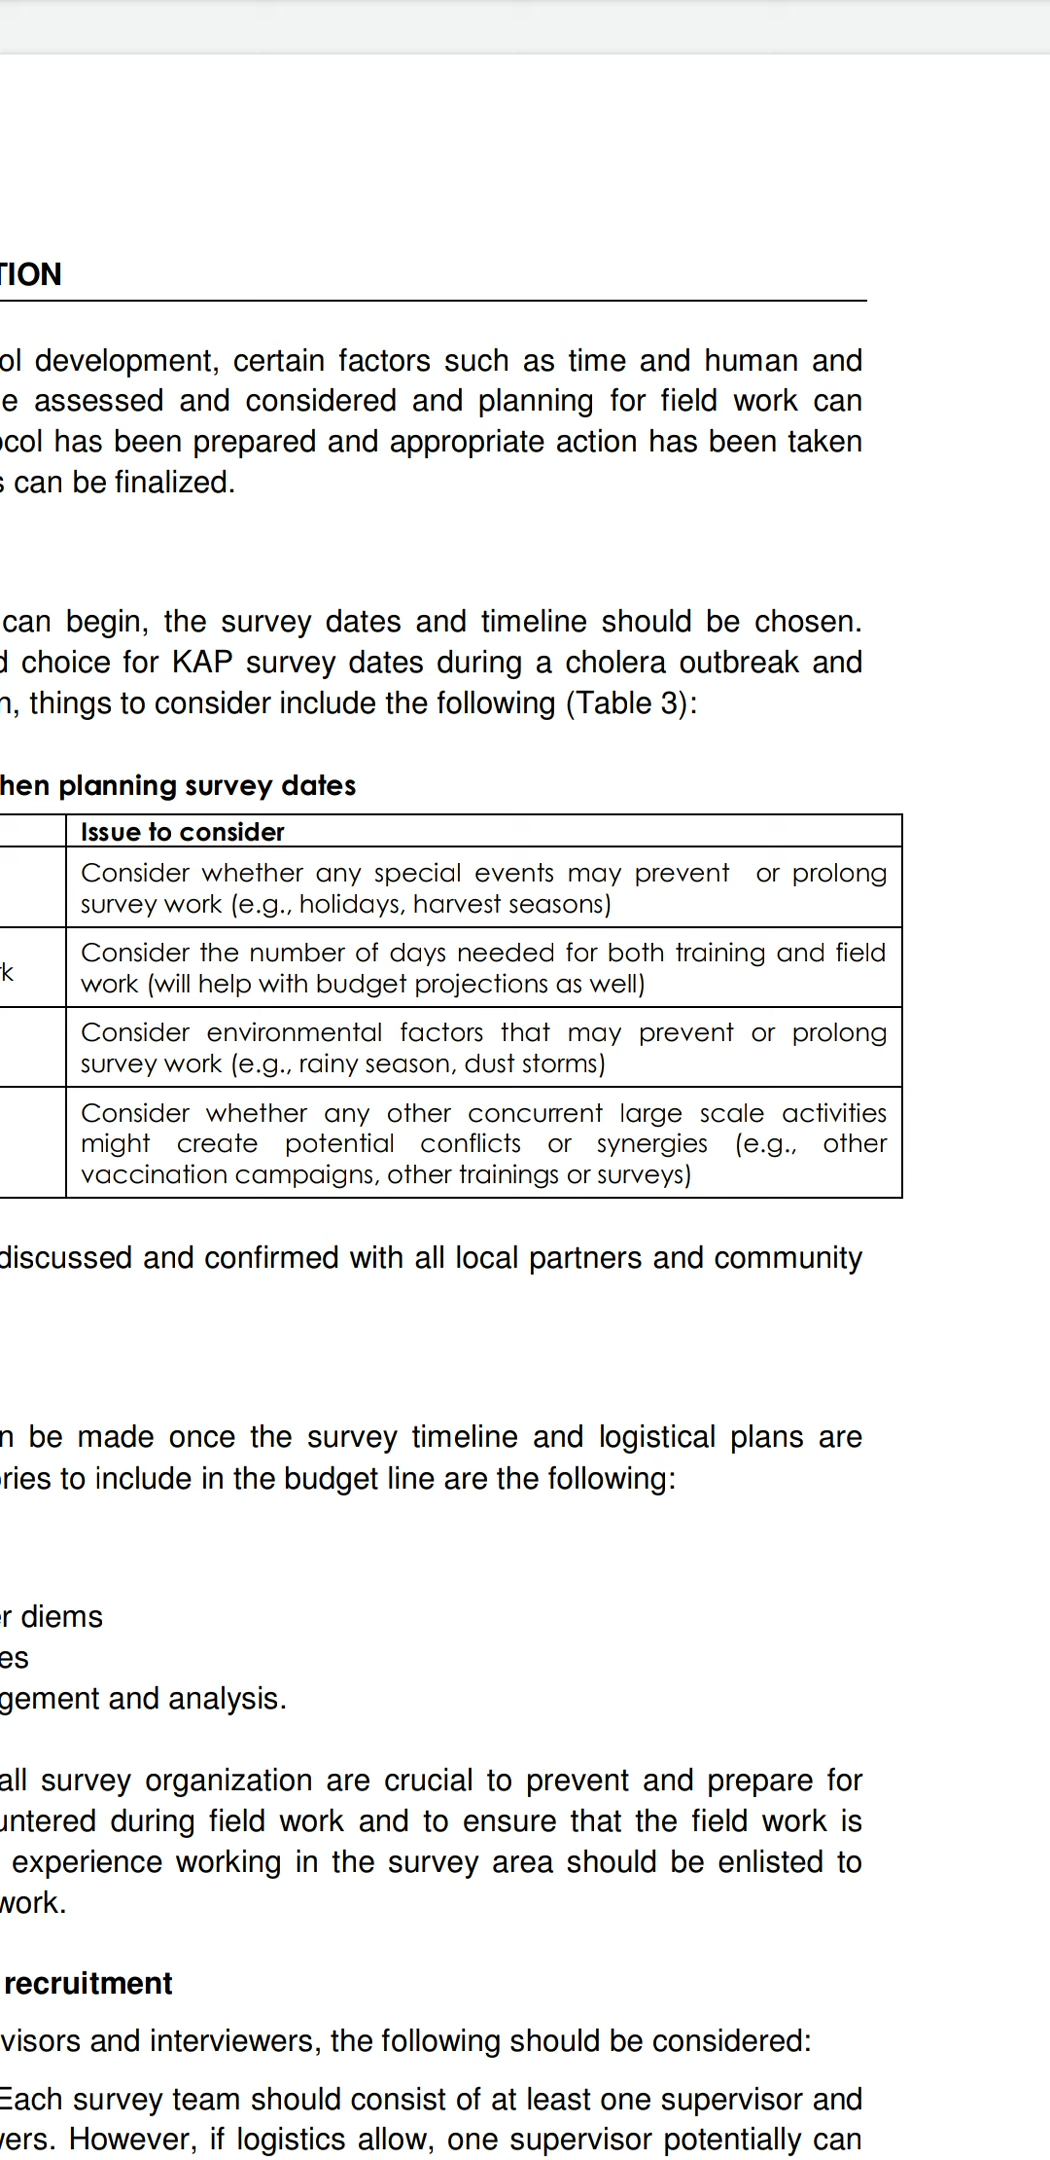 TION
ol development, certain factors such as time and human and
e assessed and considered and planning for field work can
ocol has been prepared and appropriate action has been taken
s can be finalized.
can begin, the survey dates and timeline should be chosen.
d choice for KAP survey dates during a cholera outbreak and
n, things to consider include the following (Table 3):
hen planning survey dates
Issue to consider
Consider whether any special events may prevent or prolong
survey work (e.g., holidays, harvest seasons)
Consider the number of days needed for both training and field
rk
work (will help with budget projections as well)
Consider environmental factors that may prevent or prolong
survey work (e.g., rainy season, dust storms)
Consider whether any other concurrent large scale activities
might create potential conflicts or synergies (e.g., other
vaccination campaigns, other trainings or surveys)
discussed and confirmed with all local partners and community
n be made once the survey timeline and logistical plans are
ries to include in the budget line are the following:
er diems
es
gement and analysis.
all survey organization are crucial to prevent and prepare for
untered during field work and to ensure that the field work is
experience working in the survey area should be enlisted to
work.
recruitment
visors and interviewers, the following should be considered:
Each survey team should consist of at least one supervisor and
wers. However, if logistics allow, one supervisor potentially can